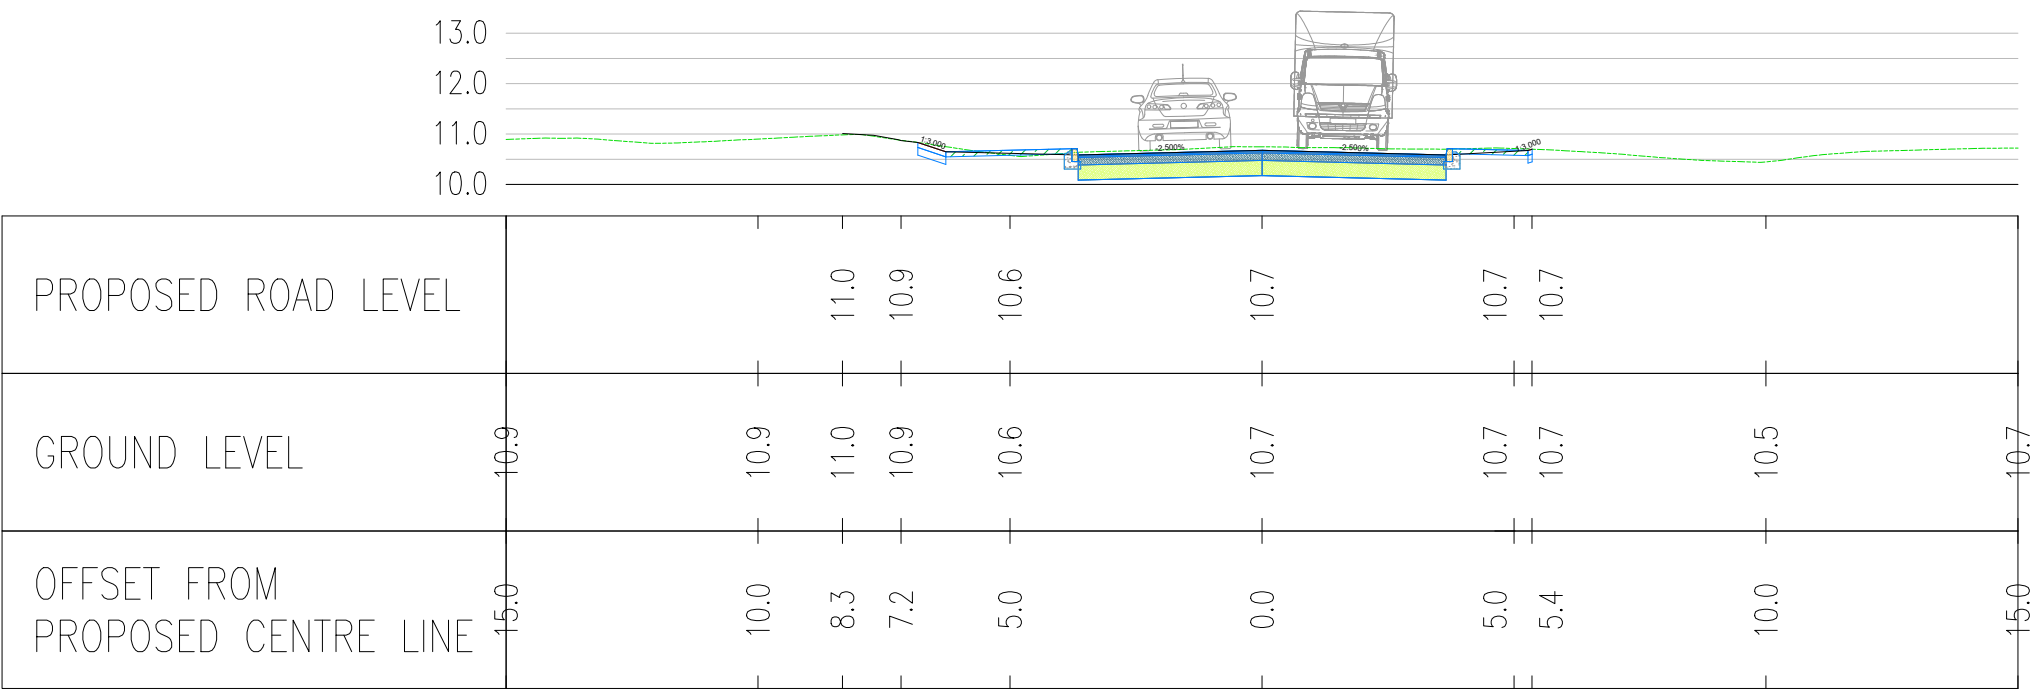 13.0
12.0
11.0
10.0
1:3.000
-2.500%
-2.500%
1:3.000
PROPOSED ROAD LEVEL
11.0 10.9 10.6 10.7 10.7 10.7
GROUND LEVEL
10.9 10.9 11.0 10.9 10.6 10.7 10.7 10.7 10.5 10.7
OFFSET FROM
PROPOSED CENTRE LINE
15.0 10.0 8.3 7.2 5.0 0.0 5.0 5.4 10.0 15.0